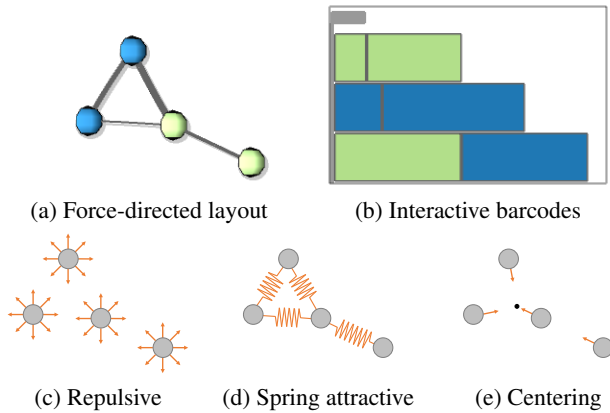 (a) Force-directed layout
(b) Interactive barcodes
(c) Repulsive
(d) Spring attractive
(e) Centering